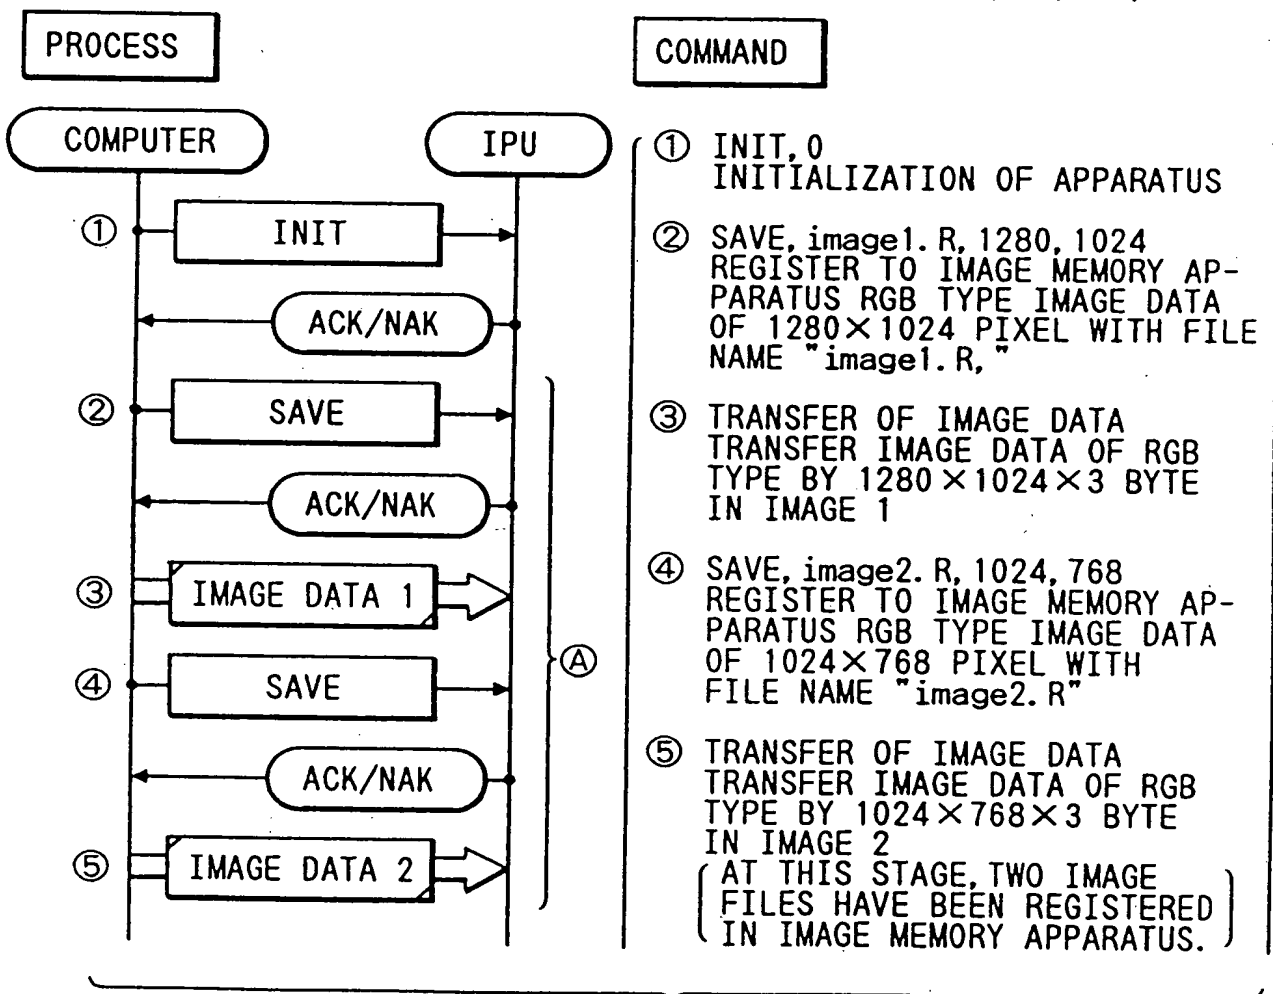 PROCESS
COMMAND
COMPUTER
IPU
① INIT
ACK/NAK
② SAVE
ACK/NAK
③ IMAGE DATA 1
④ SAVE
ACK/NAK
⑤ IMAGE DATA 2
Ⓐ
① INIT,0
INITIALIZATION OF APPARATUS
② SAVE, image1. R, 1280, 1024
REGISTER TO IMAGE MEMORY AP-
PARATUS RGB TYPE IMAGE DATA
OF 1280×1024 PIXEL WITH FILE
NAME "image1. R, "
③ TRANSFER OF IMAGE DATA
TRANSFER IMAGE DATA OF RGB
TYPE BY 1280×1024×3 BYTE
IN IMAGE 1
④ SAVE, image2. R, 1024, 768
REGISTER TO IMAGE MEMORY AP-
PARATUS RGB TYPE IMAGE DATA
OF 1024×768 PIXEL WITH
FILE NAME "image2. R"
⑤ TRANSFER OF IMAGE DATA
TRANSFER IMAGE DATA OF RGB
TYPE BY 1024×768×3 BYTE
IN IMAGE 2
AT THIS STAGE, TWO IMAGE
FILES HAVE BEEN REGISTERED
IN IMAGE MEMORY APPARATUS.